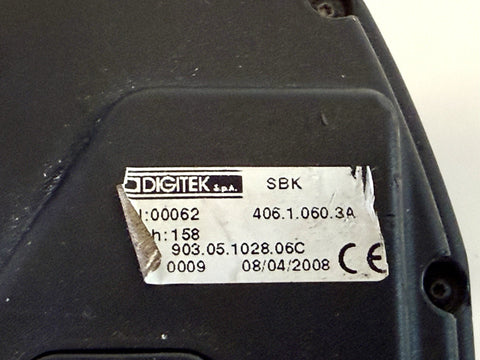 DIGITEK S.p.A. SBK
:00062 406.1.060.3A
h:158
903.05.1028.06C
0009 08/04/2008 CE